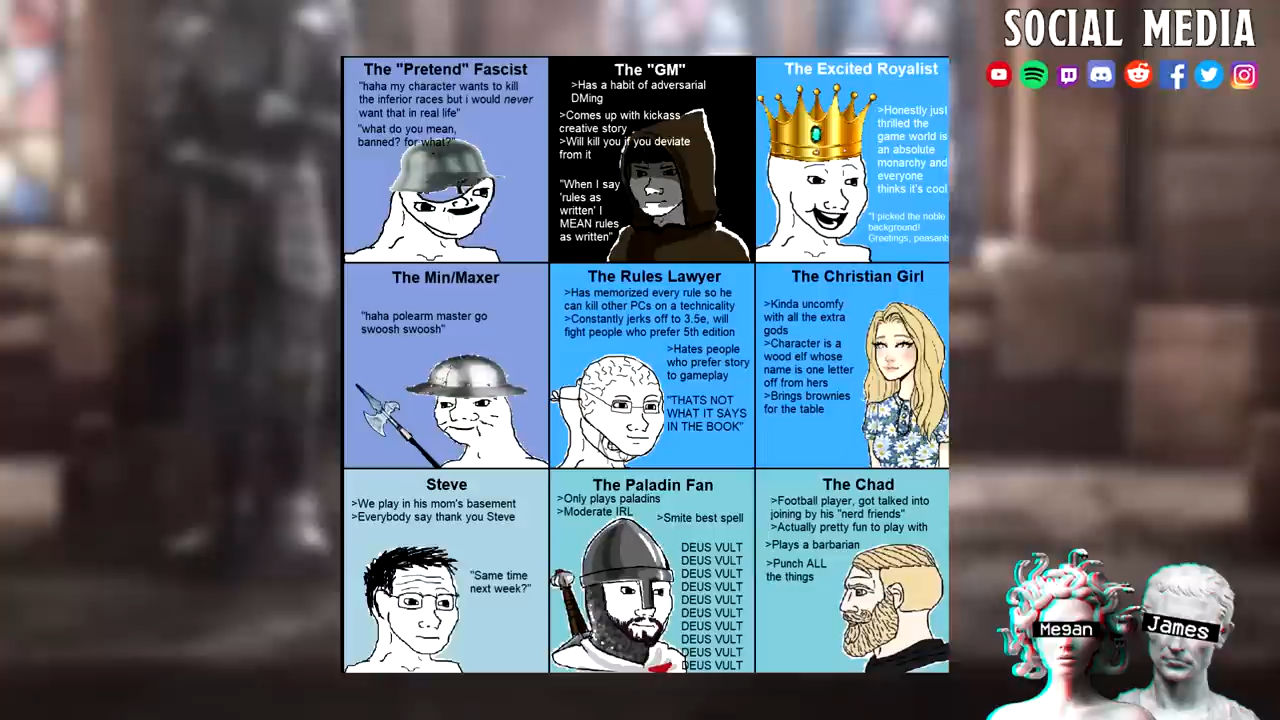 SOCIAL MEDIA
The "Pretend" Fascist
"haha my character wants to kill
the inferior races but i would never
want that in real life"
"what do you mean,
banned? for what?"
The "GM"
>Has a habit of adversarial
DMing
>Comes up with kickass
creative story
>Will kill you if you deviate
from it
"When I say
'rules as
written' I
MEAN rules
as written"
The Excited Royalist
>Honestly just
thrilled the
game world is
an absolute
monarchy and
everyone
thinks it's cool
"I picked the noble
background!
Greetings, peasants
The Min/Maxer
"haha polearm master go
swoosh swoosh"
The Rules Lawyer
>Has memorized every rule so he
can kill other PCs on a technicality
>Constantly jerks off to 3.5e, will
fight people who prefer 5th edition
>Hates people
who prefer story
to gameplay
"THATS NOT
WHAT IT SAYS
IN THE BOOK"
The Christian Girl
>Kinda uncomfy
with all the extra
gods
>Character is a
wood elf whose
name is one letter
off from hers
>Brings brownies
for the table
Steve
>We play in his mom's basement
>Everybody say thank you Steve
"Same time
next week?"
The Paladin Fan
>Only plays paladins
>Moderate IRL
>Smite best spell
DEUS VULT
DEUS VULT
DEUS VULT
DEUS VULT
DEUS VULT
DEUS VULT
DEUS VULT
DEUS VULT
DEUS VULT
DEUS VULT
The Chad
>Football player, got talked into
joining by his "nerd friends"
>Actually pretty fun to play with
>Plays a barbarian
>Punch ALL
the things
Megan
James